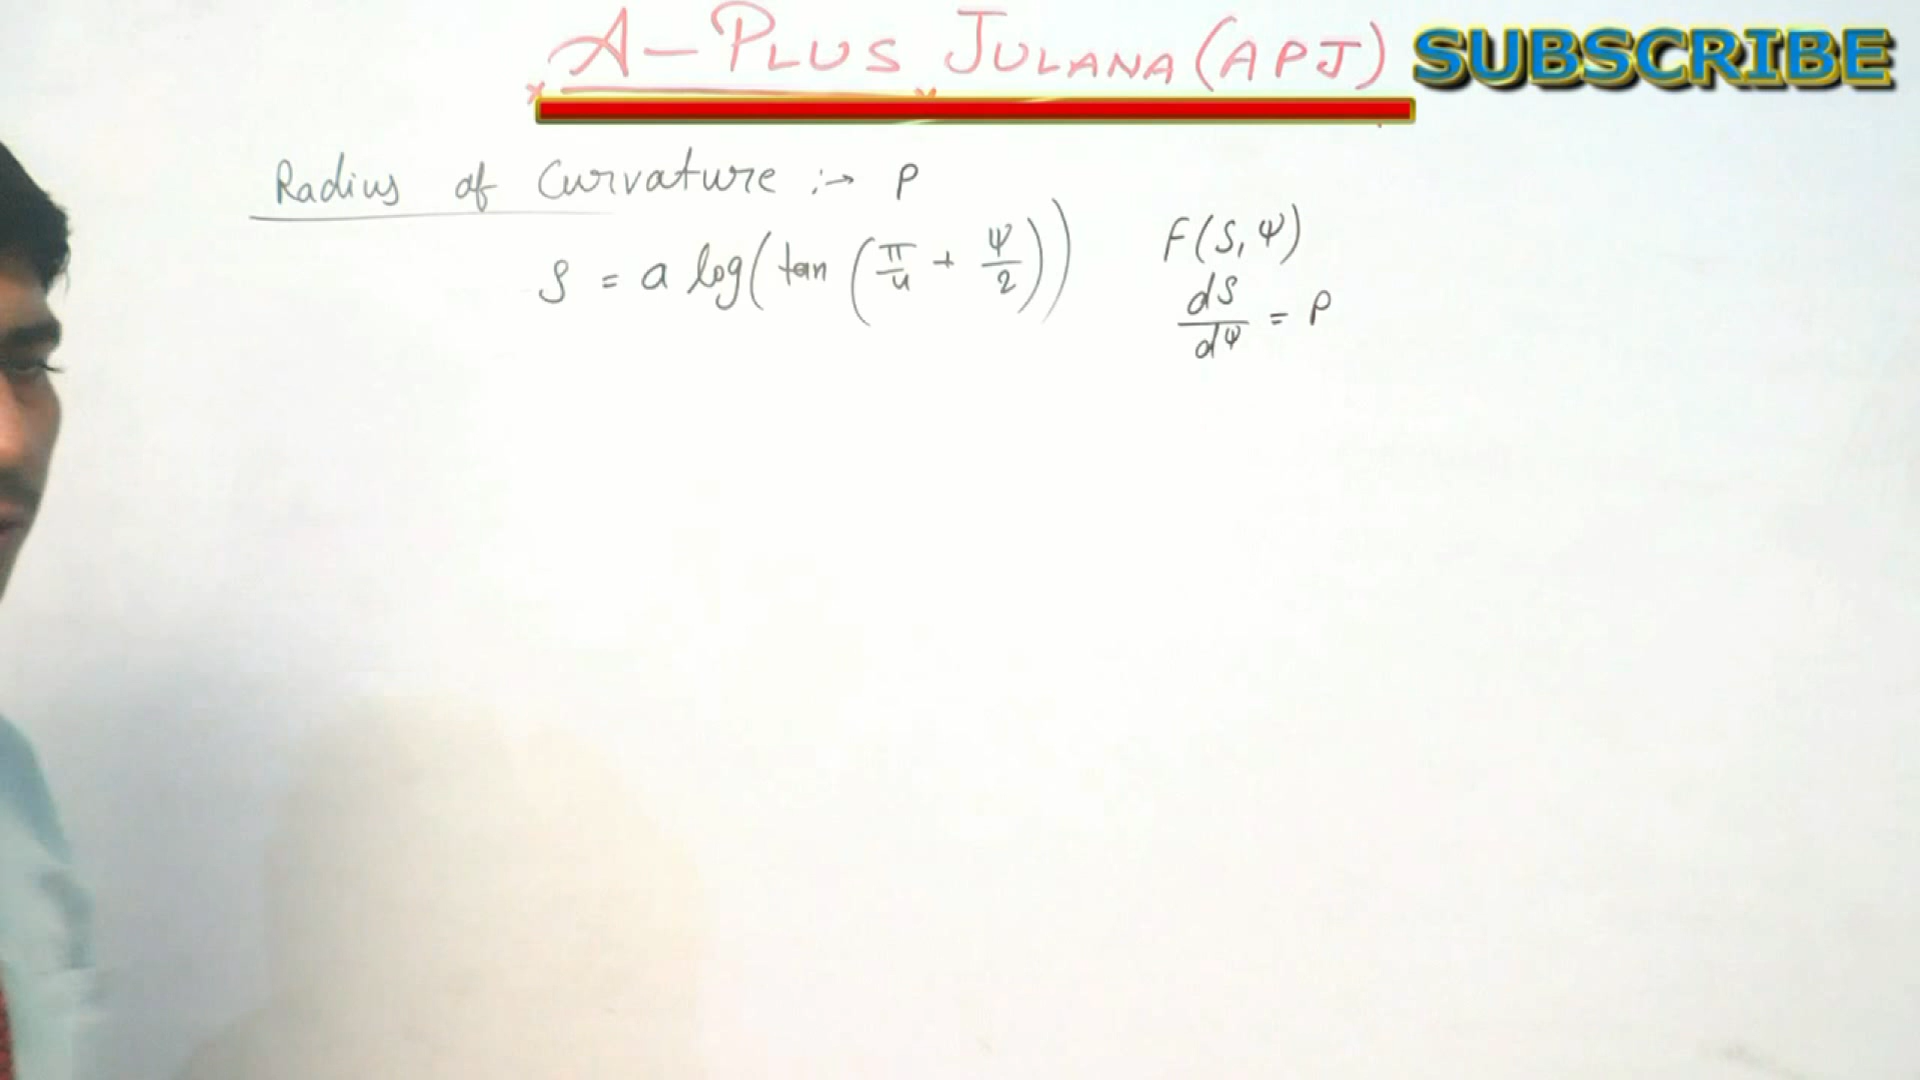 A-PLUS JULANA (APJ) SUBSCRIBE
Radius of Curvature :→ ρ
S = a log(tan(π/4 + ψ/2))
F(S, ψ)
dS/dψ = ρ